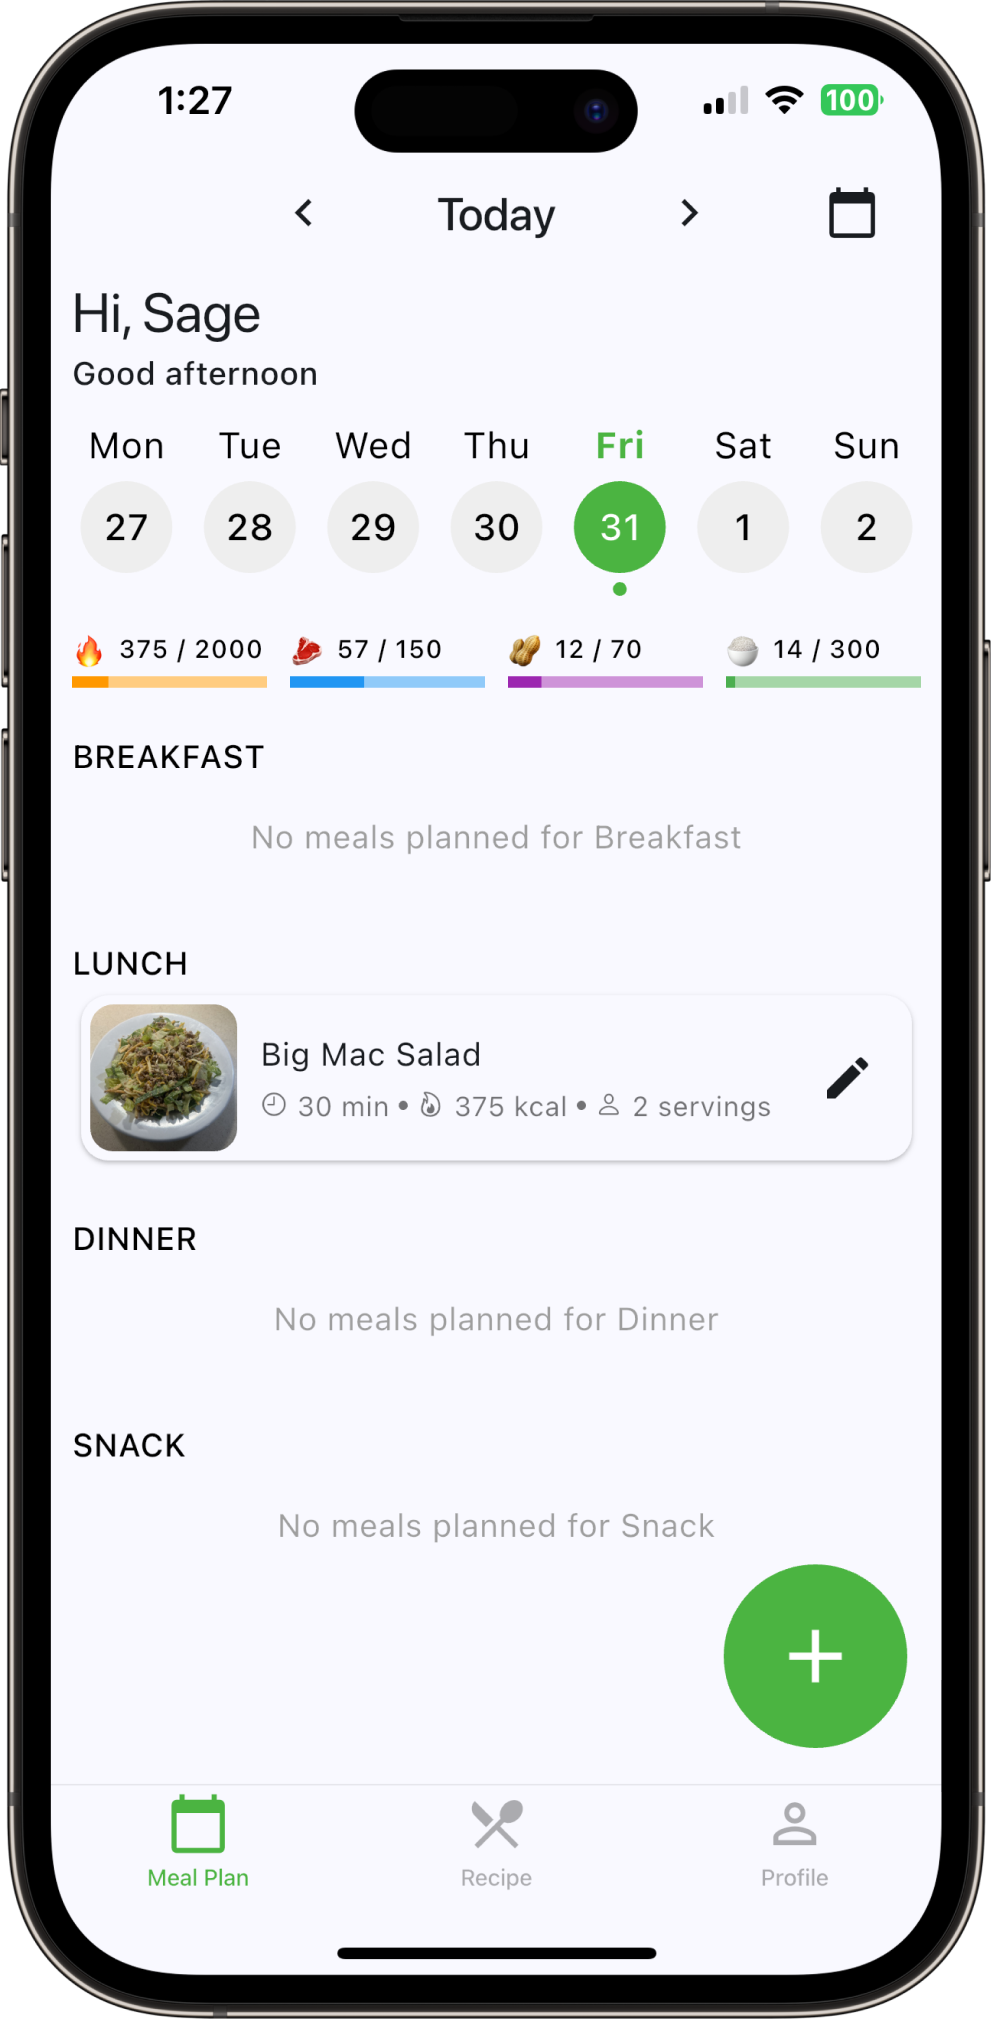 1:27
100
Today
Hi, Sage
Good afternoon
Mon Tue Wed Thu Fri Sat Sun
27 28 29 30 31 1 2
375 / 2000 57 / 150 12 / 70 14 / 300
BREAKFAST
No meals planned for Breakfast
LUNCH
Big Mac Salad
30 min • 375 kcal • 2 servings
DINNER
No meals planned for Dinner
SNACK
No meals planned for Snack
Meal Plan Recipe Profile